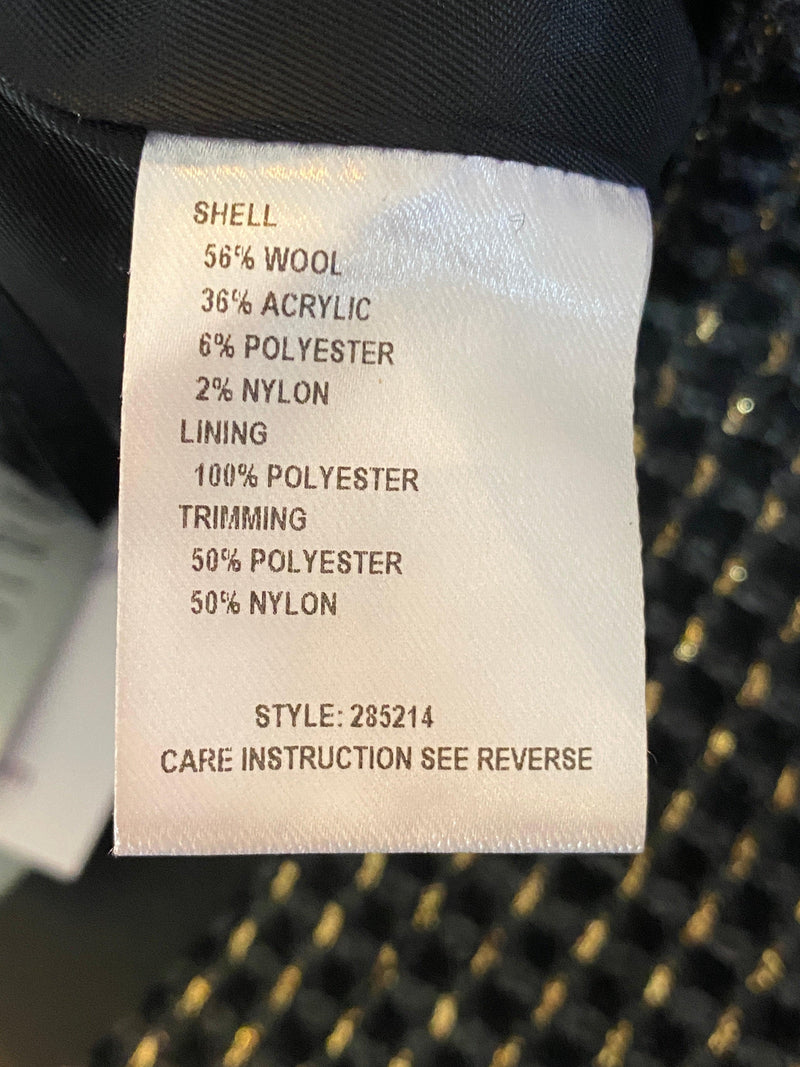 SHELL
56% WOOL
36% ACRYLIC
6% POLYESTER
2% NYLON
LINING
100% POLYESTER
TRIMMING
50% POLYESTER
50% NYLON
STYLE: 285214
CARE INSTRUCTION SEE REVERSE